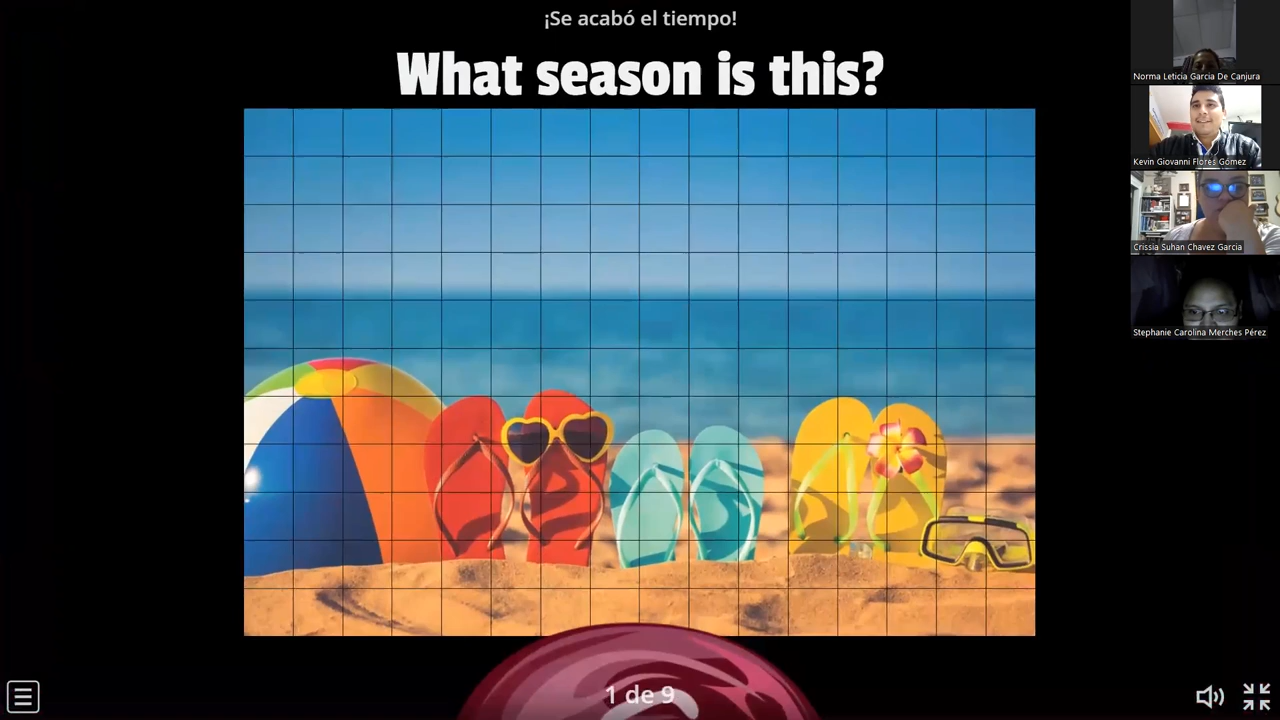 ¡Se acabó el tiempo!
What season is this?
Norma Leticia Garcia De Canjura
Kevin Giovanni Flores Gómez
Crissia Suhan Chavez Garcia
Stephanie Carolina Merches Pérez
1 de 9